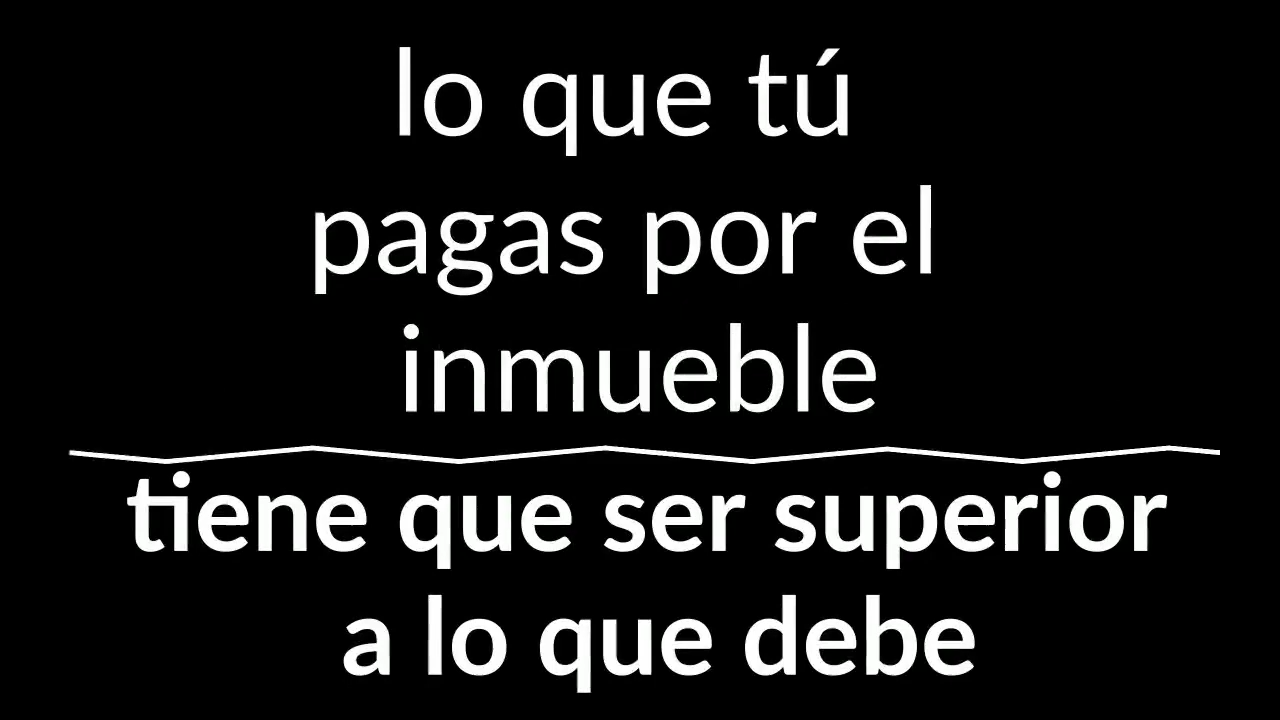 lo que tú
pagas por el
inmueble
tiene que ser superior
a lo que debe